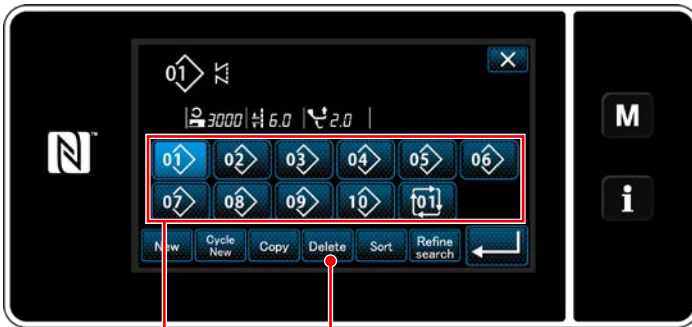 01
3000 6.0 2.0
01 02 03 04 05 06
07 08 09 10 01
New Cycle New Copy Delete Sort Refine search
M
i
N